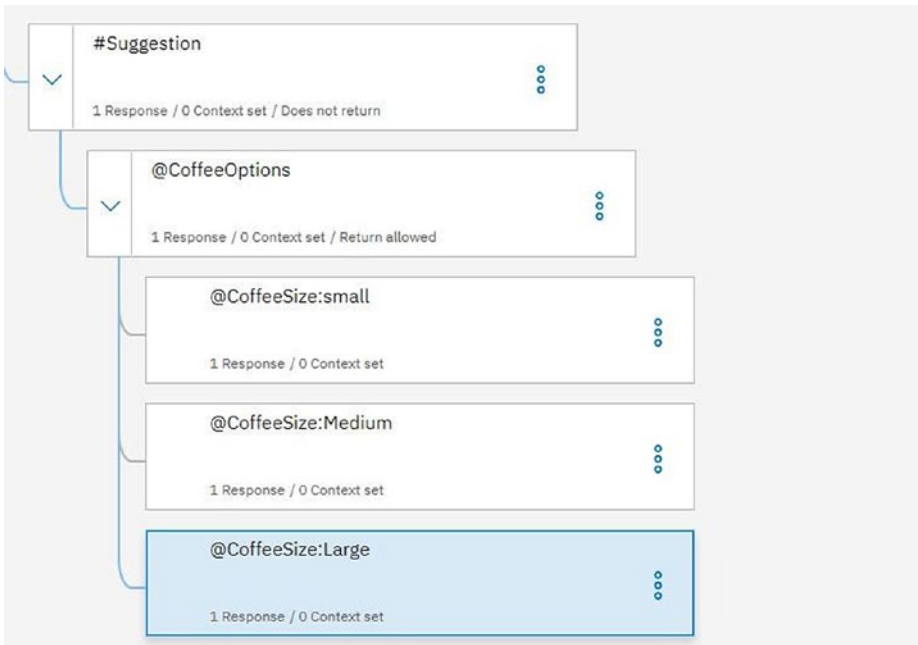 #Suggestion
1 Response / 0 Context set / Does not return
@CoffeeOptions
1 Response / 0 Context set / Return allowed
@CoffeeSize:small
1 Response / 0 Context set
@CoffeeSize:Medium
1 Response / 0 Context set
@CoffeeSize:Large
1 Response / 0 Context set